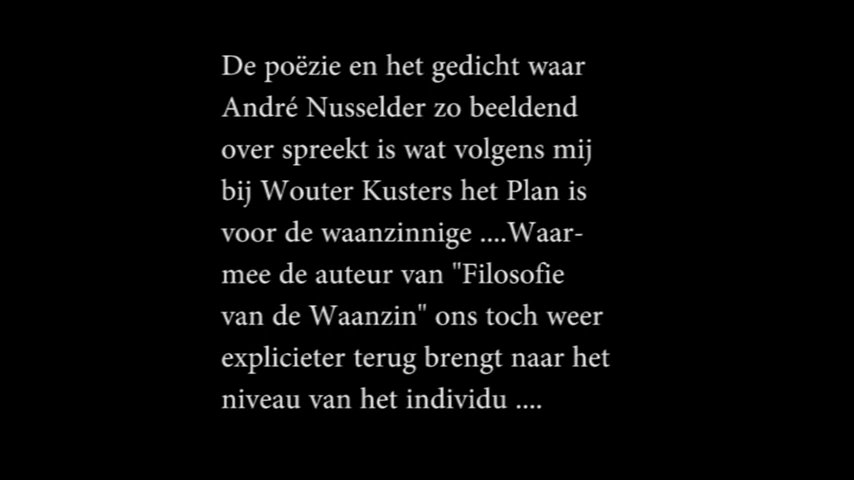 De poëzie en het gedicht waar
André Nusselder zo beeldend
over spreekt is wat volgens mij
bij Wouter Kusters het Plan is
voor de waanzinnige ....Waar-
mee de auteur van "Filosofie
van de Waanzin" ons toch weer
explicieter terug brengt naar het
niveau van het individu ....